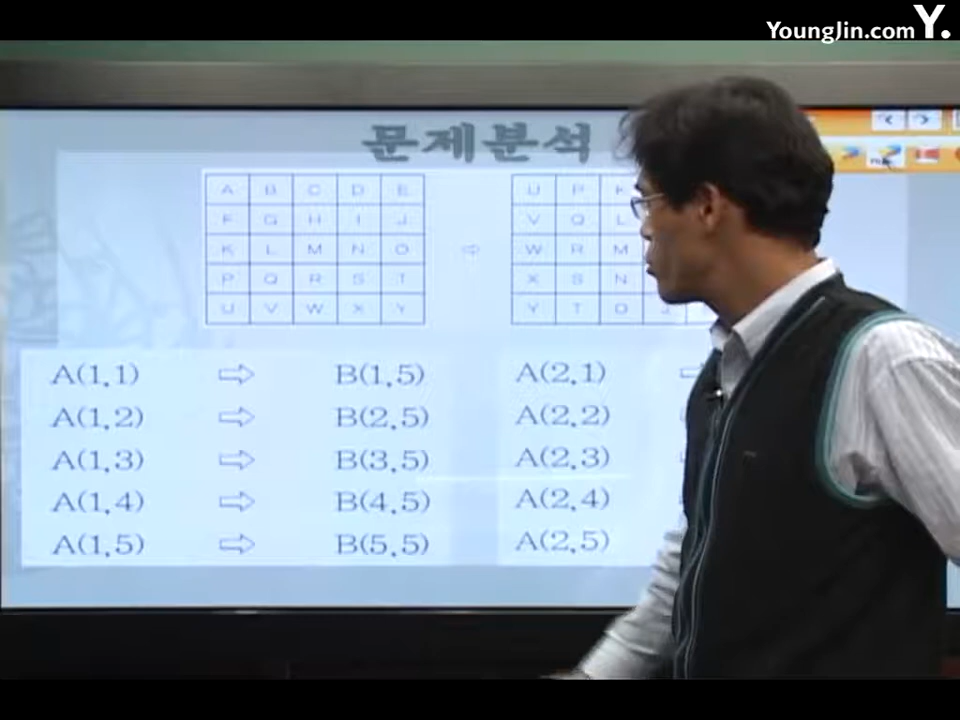 YoungJin.com Y.
문제분석
A B C D E
F G H I J
K L M N O
P Q R S T
U V W X Y
⇨
U P K
V Q L
W R M
X S N
Y T O J
A(1,1) ⇨ B(1,5) A(2,1) ⇨
A(1,2) ⇨ B(2,5) A(2,2)
A(1,3) ⇨ B(3,5) A(2,3)
A(1,4) ⇨ B(4,5) A(2,4)
A(1,5) ⇨ B(5,5) A(2,5)